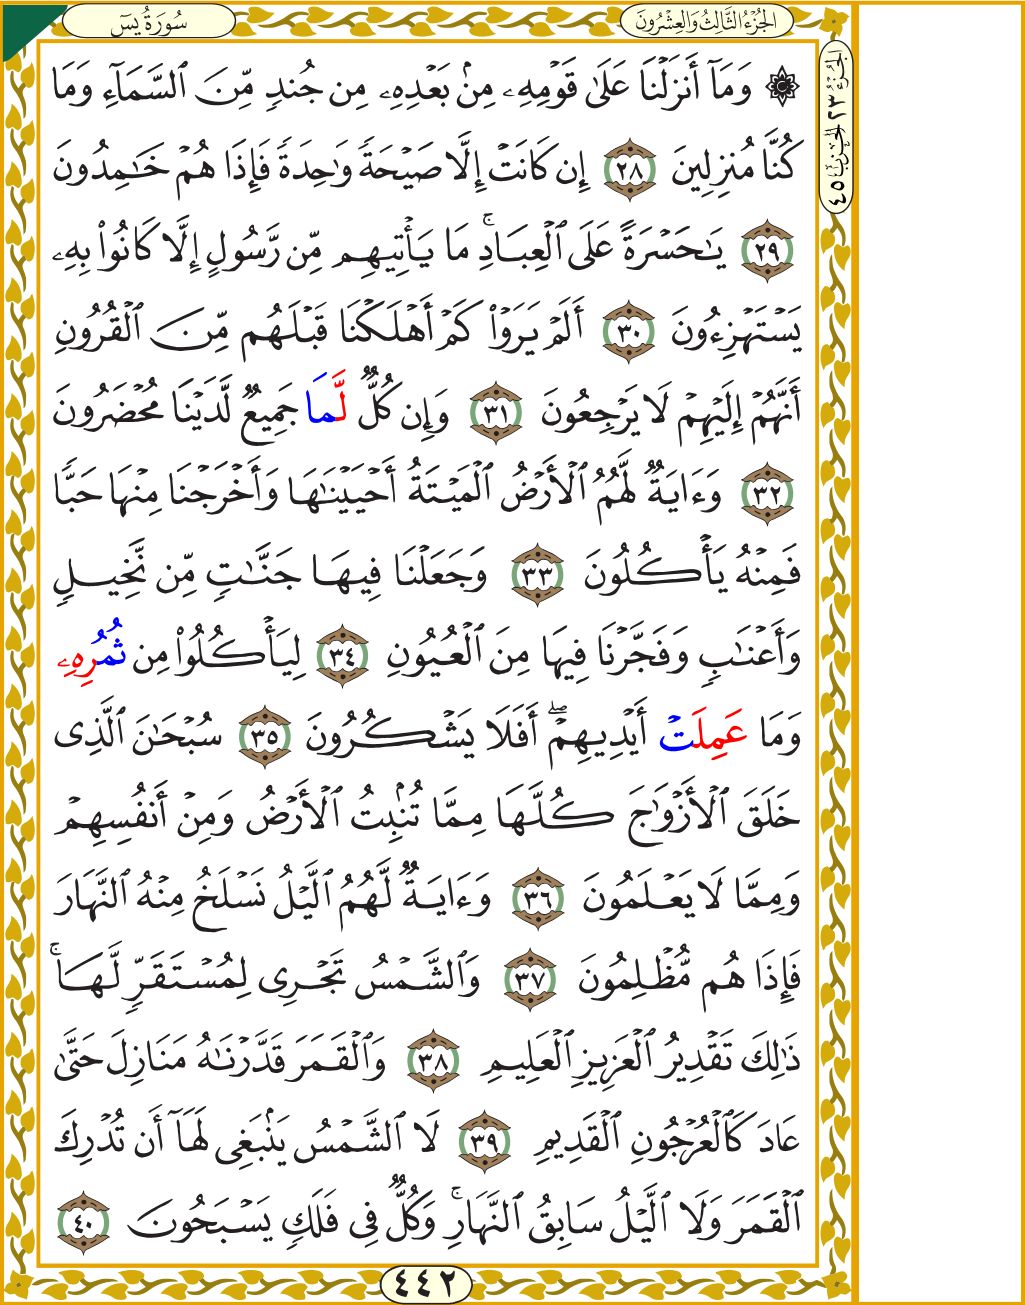 سُورَةُ يسٓ
الجُزْءُ الثَّالِثُ وَالعِشْرُونَ
الجزء ٢٣ الحزب ٤٥
۞ وَمَآ أَنزَلْنَا عَلَىٰ قَوْمِهِۦ مِنۢ بَعْدِهِۦ مِن جُندٍ مِّنَ ٱلسَّمَآءِ وَمَا
كُنَّا مُنزِلِينَ ٢٨ إِن كَانَتْ إِلَّا صَيْحَةً وَٰحِدَةً فَإِذَا هُمْ خَٰمِدُونَ
٢٩ يَٰحَسْرَةً عَلَى ٱلْعِبَادِۚ مَا يَأْتِيهِم مِّن رَّسُولٍ إِلَّا كَانُوا۟ بِهِۦ
يَسْتَهْزِءُونَ ٣٠ أَلَمْ يَرَوْا۟ كَمْ أَهْلَكْنَا قَبْلَهُم مِّنَ ٱلْقُرُونِ
أَنَّهُمْ إِلَيْهِمْ لَا يَرْجِعُونَ ٣١ وَإِن كُلٌّ لَّمَا جَمِيعٌ لَّدَيْنَا مُحْضَرُونَ
٣٢ وَءَايَةٌ لَّهُمُ ٱلْأَرْضُ ٱلْمَيْتَةُ أَحْيَيْنَٰهَا وَأَخْرَجْنَا مِنْهَا حَبًّا
فَمِنْهُ يَأْكُلُونَ ٣٣ وَجَعَلْنَا فِيهَا جَنَّٰتٍ مِّن نَّخِيلٍ
وَأَعْنَٰبٍ وَفَجَّرْنَا فِيهَا مِنَ ٱلْعُيُونِ ٣٤ لِيَأْكُلُوا۟ مِن ثُمُرِهِۦ
وَمَا عَمِلَتْ أَيْدِيهِمْۖ أَفَلَا يَشْكُرُونَ ٣٥ سُبْحَٰنَ ٱلَّذِى
خَلَقَ ٱلْأَزْوَٰجَ كُلَّهَا مِمَّا تُنۢبِتُ ٱلْأَرْضُ وَمِنْ أَنفُسِهِمْ
وَمِمَّا لَا يَعْلَمُونَ ٣٦ وَءَايَةٌ لَّهُمُ ٱلَّيْلُ نَسْلَخُ مِنْهُ ٱلنَّهَارَ
فَإِذَا هُم مُّظْلِمُونَ ٣٧ وَٱلشَّمْسُ تَجْرِى لِمُسْتَقَرٍّ لَّهَاۚ
ذَٰلِكَ تَقْدِيرُ ٱلْعَزِيزِ ٱلْعَلِيمِ ٣٨ وَٱلْقَمَرَ قَدَّرْنَٰهُ مَنَازِلَ حَتَّىٰ
عَادَ كَٱلْعُرْجُونِ ٱلْقَدِيمِ ٣٩ لَا ٱلشَّمْسُ يَنۢبَغِى لَهَآ أَن تُدْرِكَ
ٱلْقَمَرَ وَلَا ٱلَّيْلُ سَابِقُ ٱلنَّهَارِۚ وَكُلٌّ فِى فَلَكٍ يَسْبَحُونَ ٤٠
٤٤٢